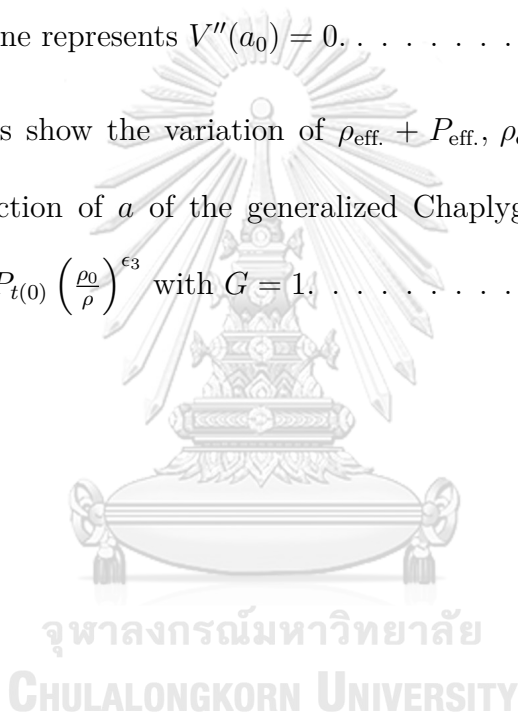 ne represents $V''(a_0) = 0$. . . . . . . . .
s show the variation of $\rho_{\text{eff.}} + P_{\text{eff.}}, \rho$
ction of $a$ of the generalized Chaplyg
$P_{t(0)} \left(\frac{\rho_0}{\rho}\right)^{\epsilon_3}$ with $G = 1$. . . . . . . . . . .
จุฬาลงกรณ์มหาวิทยาลัย
CHULALONGKORN UNIVERSITY